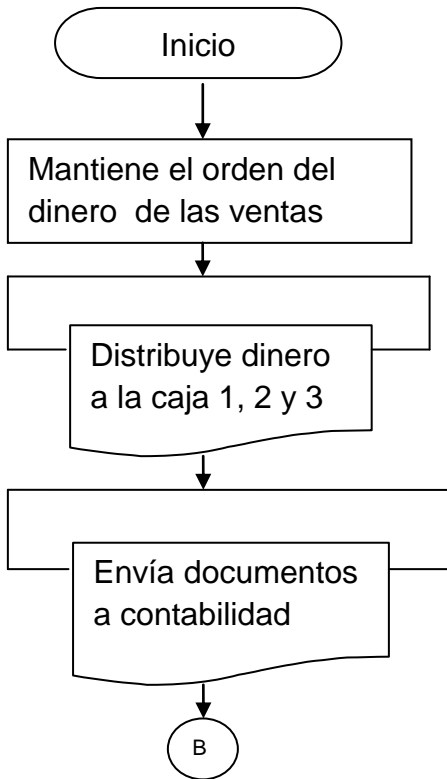 Inicio
Mantiene el orden del
dinero de las ventas
Distribuye dinero
a la caja 1, 2 y 3
Envía documentos
a contabilidad
B